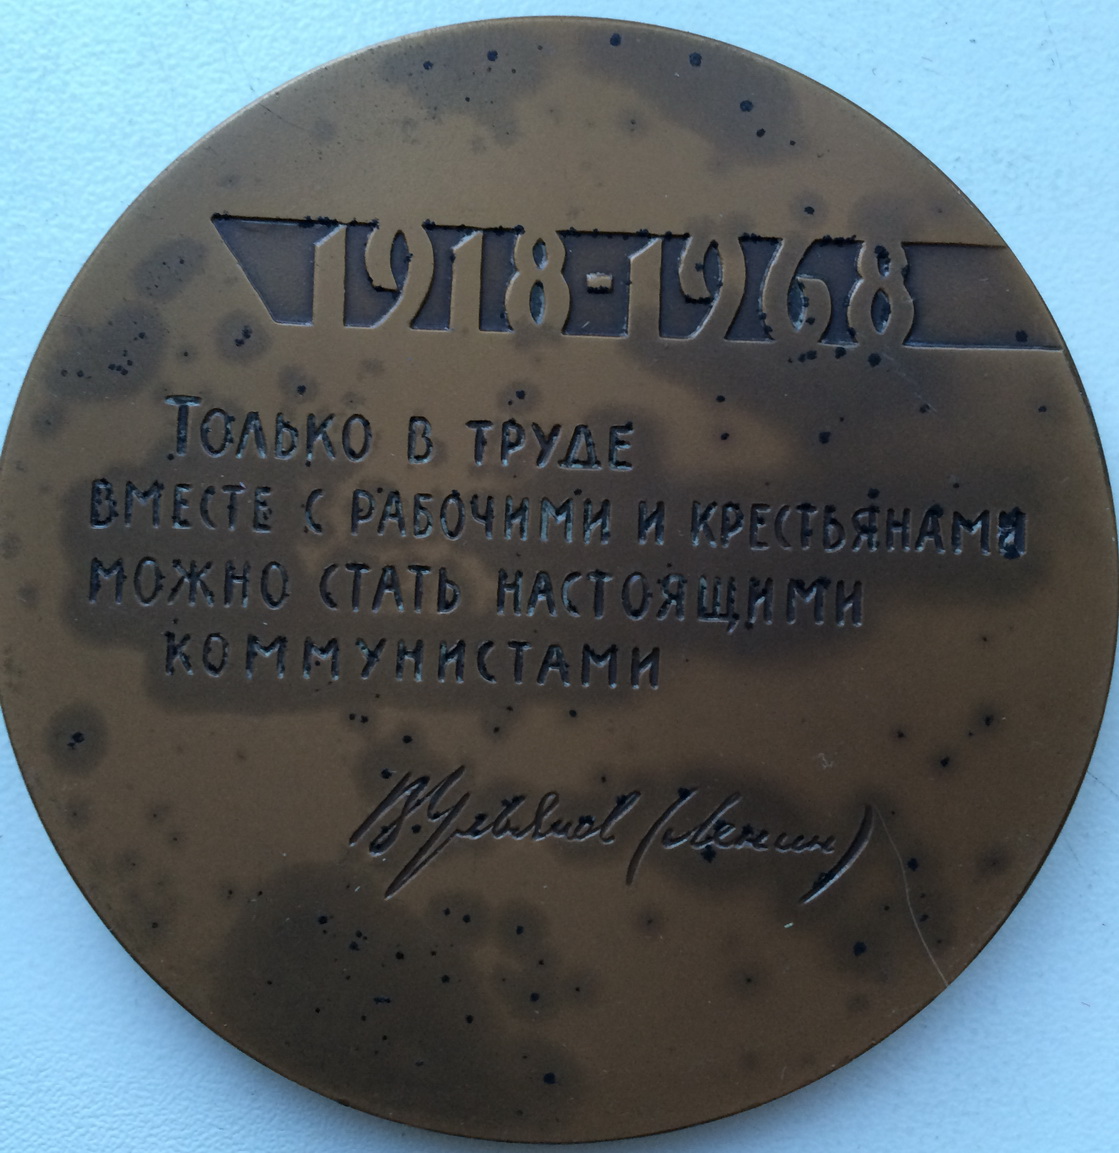 1918-1968
Только в труде
вместе с рабочими и крестьянами
можно стать настоящими
коммунистами
В. Ульянов (Ленин)